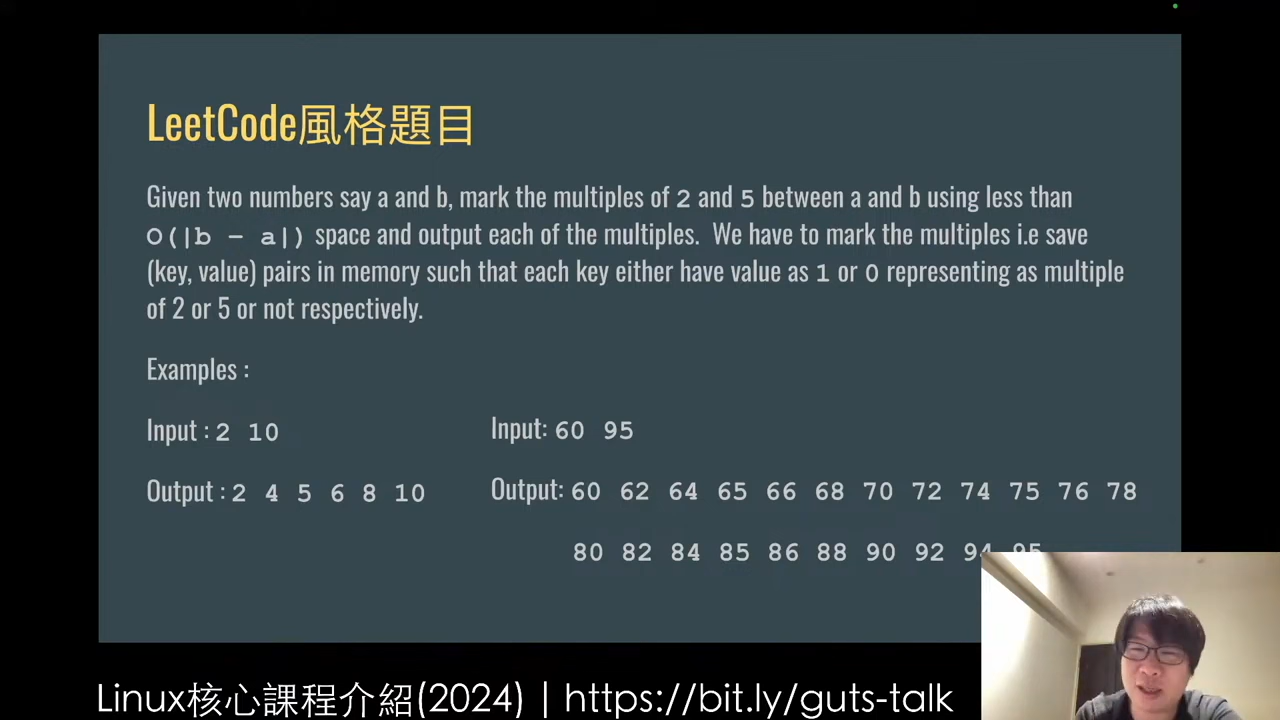 LeetCode風格題目
Given two numbers say a and b, mark the multiples of 2 and 5 between a and b using less than
O(|b - a|) space and output each of the multiples. We have to mark the multiples i.e save
(key, value) pairs in memory such that each key either have value as 1 or 0 representing as multiple
of 2 or 5 or not respectively.
Examples :
Input : 2 10
Output : 2 4 5 6 8 10
Input: 60 95
Output: 60 62 64 65 66 68 70 72 74 75 76 78
80 82 84 85 86 88 90 92 94 95
Linux核心課程介紹(2024) | https://bit.ly/guts-talk